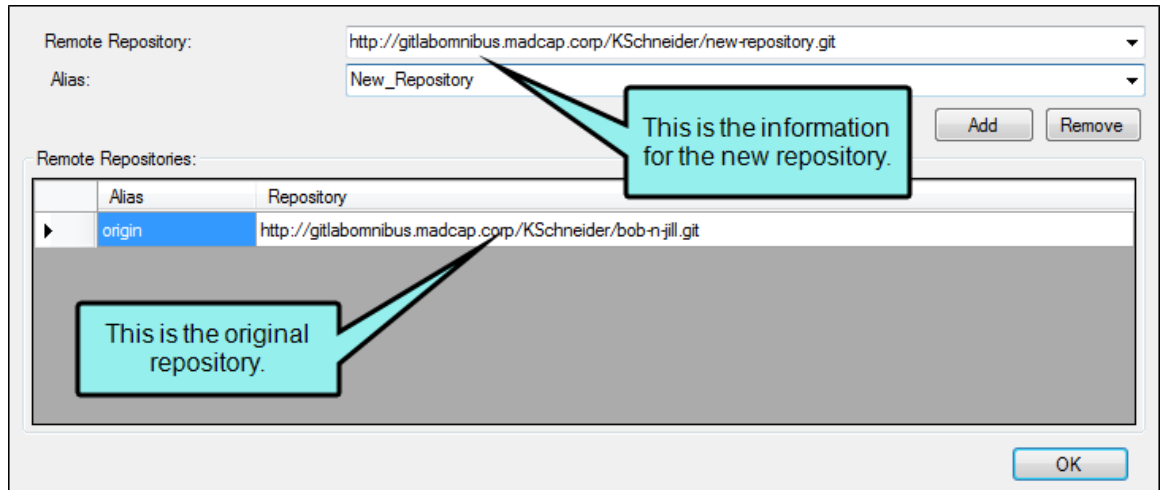 Remote Repository: http://gitlabomnibus.madcap.corp/KSchneider/new-repository.git
Alias: New_Repository
This is the information
for the new repository.
Add Remove
Remote Repositories:
Alias Repository
origin http://gitlabomnibus.madcap.corp/KSchneider/bob-n-jill.git
This is the original
repository.
OK